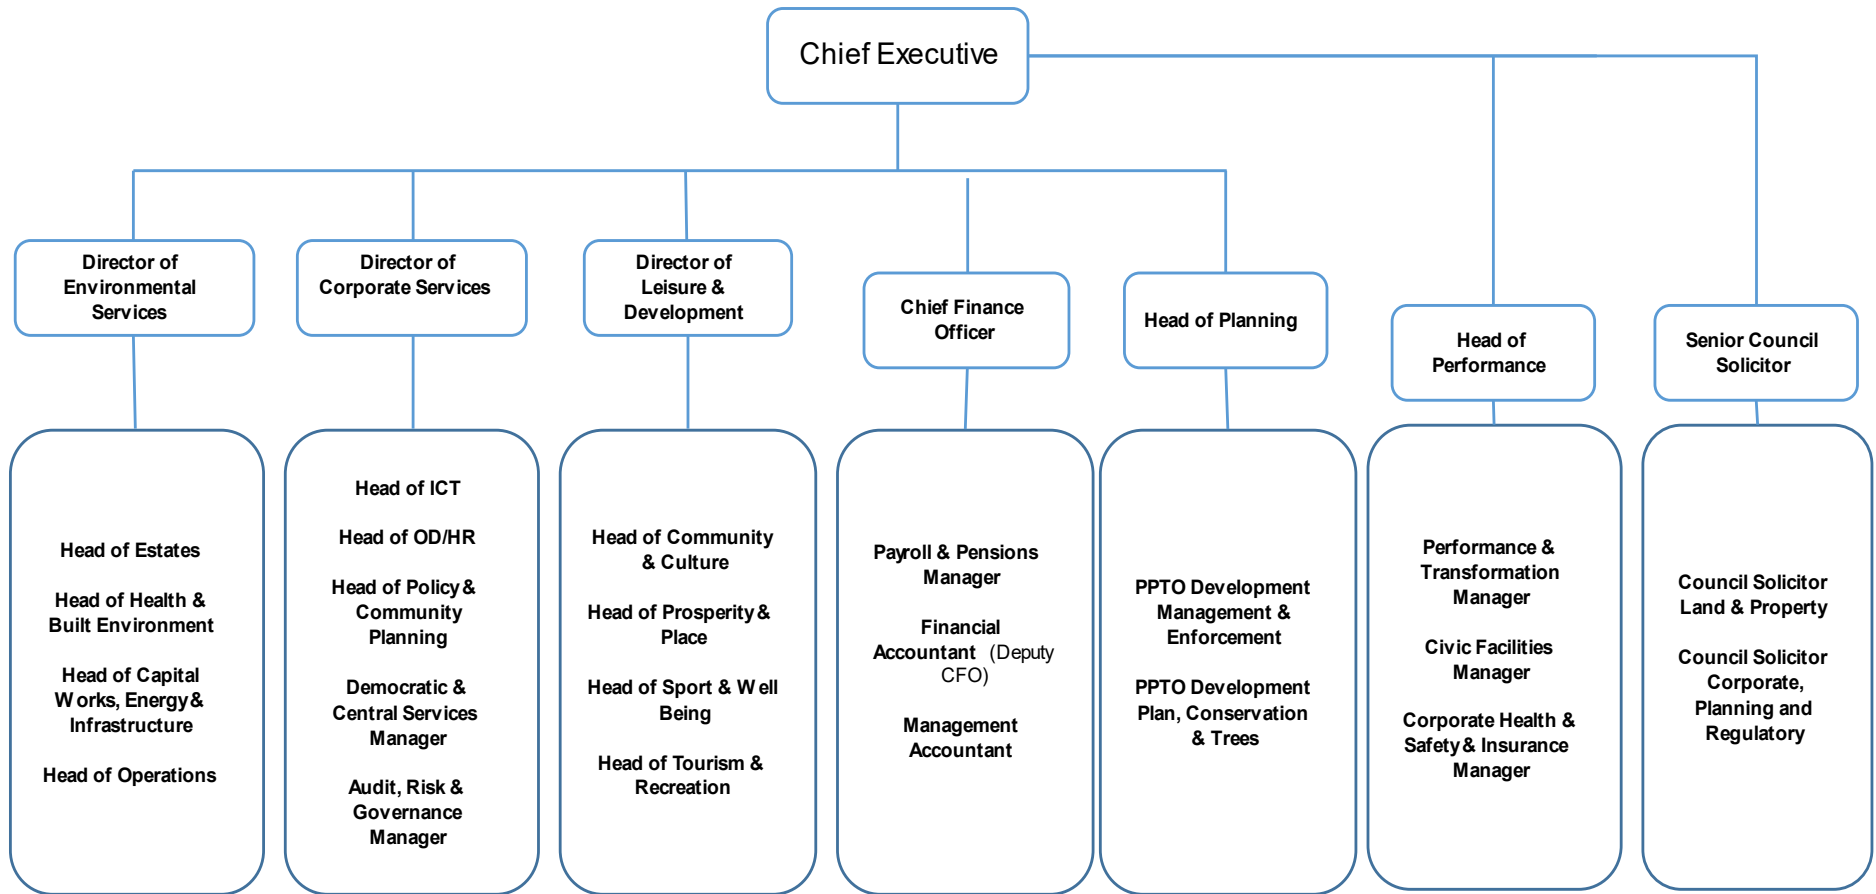 Chief Executive
Director of
Environmental
Services
Director of
Corporate Services
Director of
Leisure &
Development
Chief Finance
Officer
Head of Planning
Head of
Performance
Senior Council
Solicitor
Head of Estates
Head of Health &
Built Environment
Head of Capital
Works, Energy &
Infrastructure
Head of Operations
Head of ICT
Head of OD/HR
Head of Policy &
Community
Planning
Democratic &
Central Services
Manager
Audit, Risk &
Governance
Manager
Head of Community
& Culture
Head of Prosperity &
Place
Head of Sport & Well
Being
Head of Tourism &
Recreation
Payroll & Pensions
Manager
Financial
Accountant (Deputy
CFO)
Management
Accountant
PPTO Development
Management &
Enforcement
PPTO Development
Plan, Conservation
& Trees
Performance &
Transformation
Manager
Civic Facilities
Manager
Corporate Health &
Safety & Insurance
Manager
Council Solicitor
Land & Property
Council Solicitor
Corporate,
Planning and
Regulatory